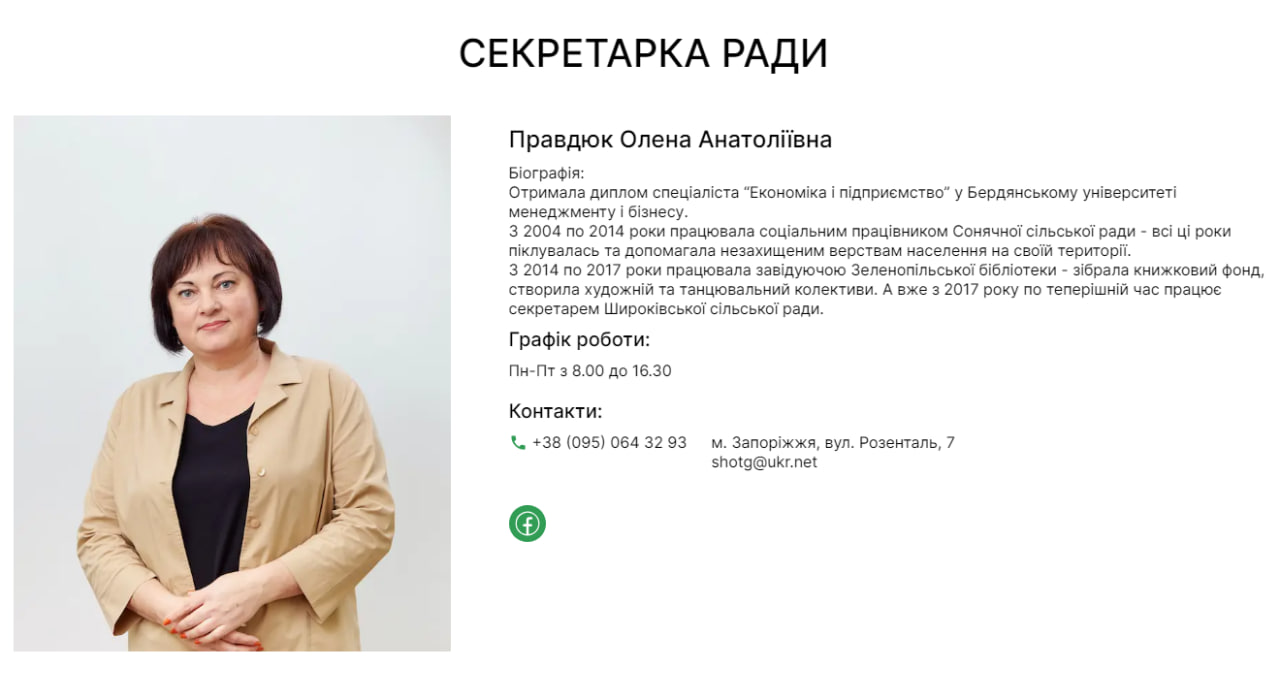 СЕКРЕТАРКА РАДИ
Правдюк Олена Анатоліївна
Біографія:
Отримала диплом спеціаліста “Економіка і підприємство” у Бердянському університеті
менеджменту і бізнесу.
З 2004 по 2014 роки працювала соціальним працівником Сонячної сільської ради - всі ці роки
піклувалась та допомагала незахищеним верствам населення на своїй території.
З 2014 по 2017 роки працювала завідуючою Зеленопільської бібліотеки - зібрала книжковий фонд,
створила художній та танцювальний колективи. А вже з 2017 року по теперішній час працює
секретарем Широківської сільської ради.
Графік роботи:
Пн-Пт з 8.00 до 16.30
Контакти:
+38 (095) 064 32 93 м. Запоріжжя, вул. Розенталь, 7
shotg@ukr.net